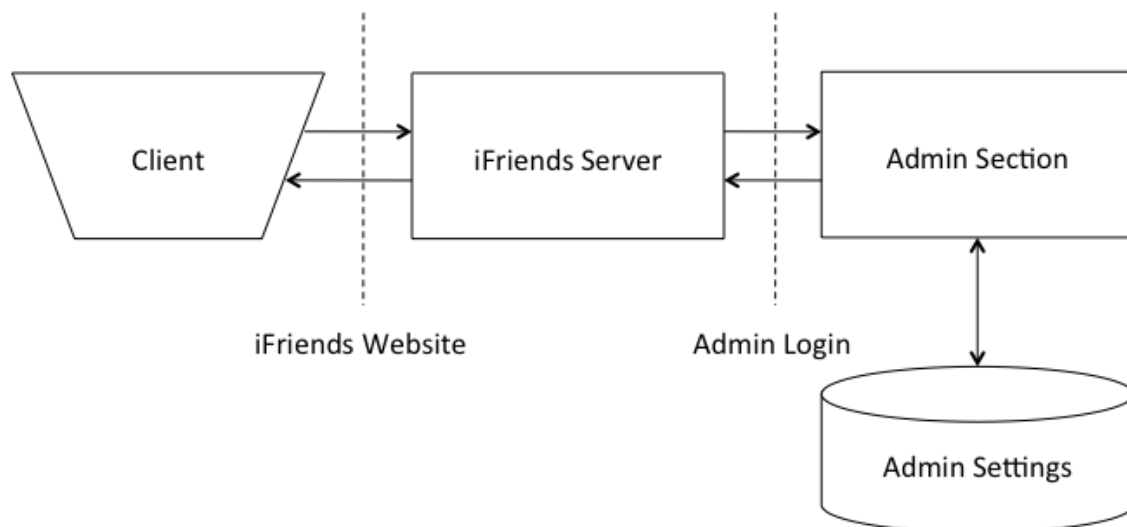 Client
iFriends Server
Admin Section
iFriends Website
Admin Login
Admin Settings